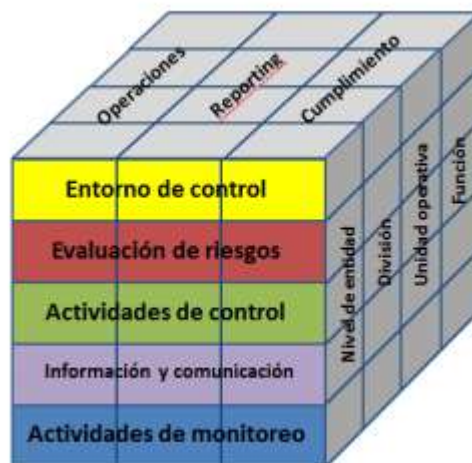 Operaciones
Reporting
Cumplimiento
Entorno de control
Evaluación de riesgos
Actividades de control
Información y comunicación
Actividades de monitoreo
Nivel de entidad
División
Unidad operativa
Función